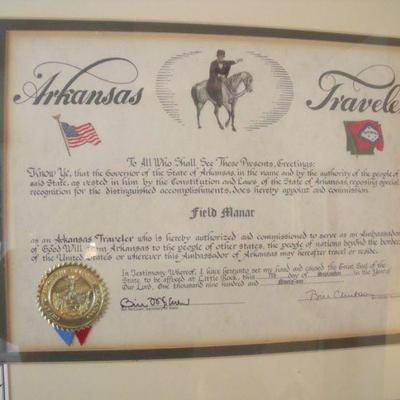 Arkansas Traveler
To All Who Shall See These Presents, Greetings:
Know Ye, that the Governor of the State of Arkansas, in the name and by the authority of the people of
said State, as vested in him by the Constitution and Laws of the State of Arkansas, reposing special
recognition for the distinguished accomplishments, does hereby appoint and commission
Field Manar
as an Arkansas Traveler who is hereby authorized and commissioned to serve as an Ambassador
of Good Will from Arkansas to the people of other states, the people of nations beyond the borders
of the United States or wherever this Ambassador of Arkansas may hereafter travel or reside.
In Testimony Whereof, I have hereunto set my hand and caused the Great Seal of the
State to be affixed at Little Rock, this day of in the Year of
Our Lord, One thousand nine hundred and